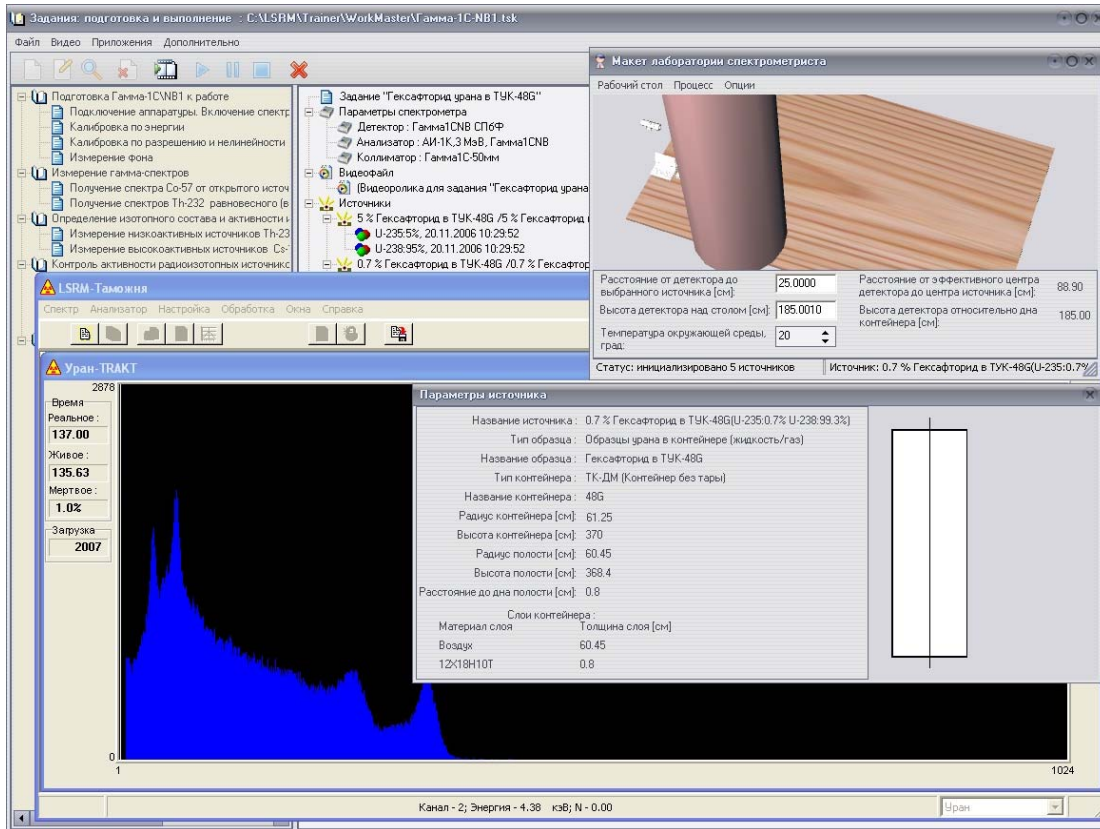 Задания: подготовка и выполнение : C:\LSRM\Trainer\WorkMaster\Гамма-1С-NB1.tsk
Файл Видео Приложения Дополнительно
Подготовка Гамма-1С\NB1 к работе
Подключение аппаратуры. Включение спектр
Калибровка по энергии
Калибровка по разрешению и нелинейности
Измерение фона
Измерение гамма-спектров
Получение спектра Co-57 от открытого источ
Получение спектров Th-232 равновесного (в
Определение изотопного состава и активности и
Измерение низкоактивных источников Th-23
Измерение высокоактивных источников Cs-
Контроль активности радиоизотопных источникс
Задание "Гексафторид урана в ТУК-48G"
Параметры спектрометра
Детектор : Гамма1СNB СПбФ
Анализатор : АИ-1К,3 МэВ, Гамма1СNB
Коллиматор : Гамма1С-50мм
Видеофайл
(Видеоролика для задания "Гексафторид урана
Источники
5 % Гексафторид в ТУК-48G /5 % Гексафторид
U-235:5%, 20.11.2006 10:29:52
U-238:95%, 20.11.2006 10:29:52
0.7 % Гексафторид в ТУК-48G /0.7 % Гексафтор
Макет лаборатории спектрометриста
Рабочий стол Процесс Опции
Расстояние от детектора до выбранного источника [см]: 25.0000
Расстояние от эффективного центра детектора до центра источника [см]: 88.90
Высота детектора над столом [см]: 185.0010
Высота детектора относительно дна контейнера [см]: 185.00
Температура окружающей среды, град: 20
Статус: инициализировано 5 источников
Источник: 0.7 % Гексафторид в ТУК-48G(U-235:0.7%
LSRM-Таможня
Спектр Анализатор Настройка Обработка Окна Справка
Уран-TRAKT
2878
Время
Реальное :
137.00
Живое :
135.63
Мертвое :
1.0%
Загрузка
2007
0
1
1024
Параметры источника
Название источника : 0.7 % Гексафторид в ТУК-48G(U-235:0.7% U-238:99.3%)
Тип образца : Образцы урана в контейнере (жидкость/газ)
Название образца : Гексафторид в ТУК-48G
Тип контейнера : ТК-ДМ (Контейнер без тары)
Название контейнера : 48G
Радиус контейнера [см]: 61.25
Высота контейнера [см]: 370
Радиус полости [см]: 60.45
Высота полости [см]: 368.4
Расстояние до дна полости [см]: 0.8
Слои контейнера :
Материал слоя Толщина слоя [см]
Воздух 60.45
12Х18Н10Т 0.8
Канал - 2; Энергия - 4.38 кэВ; N - 0.00
Уран